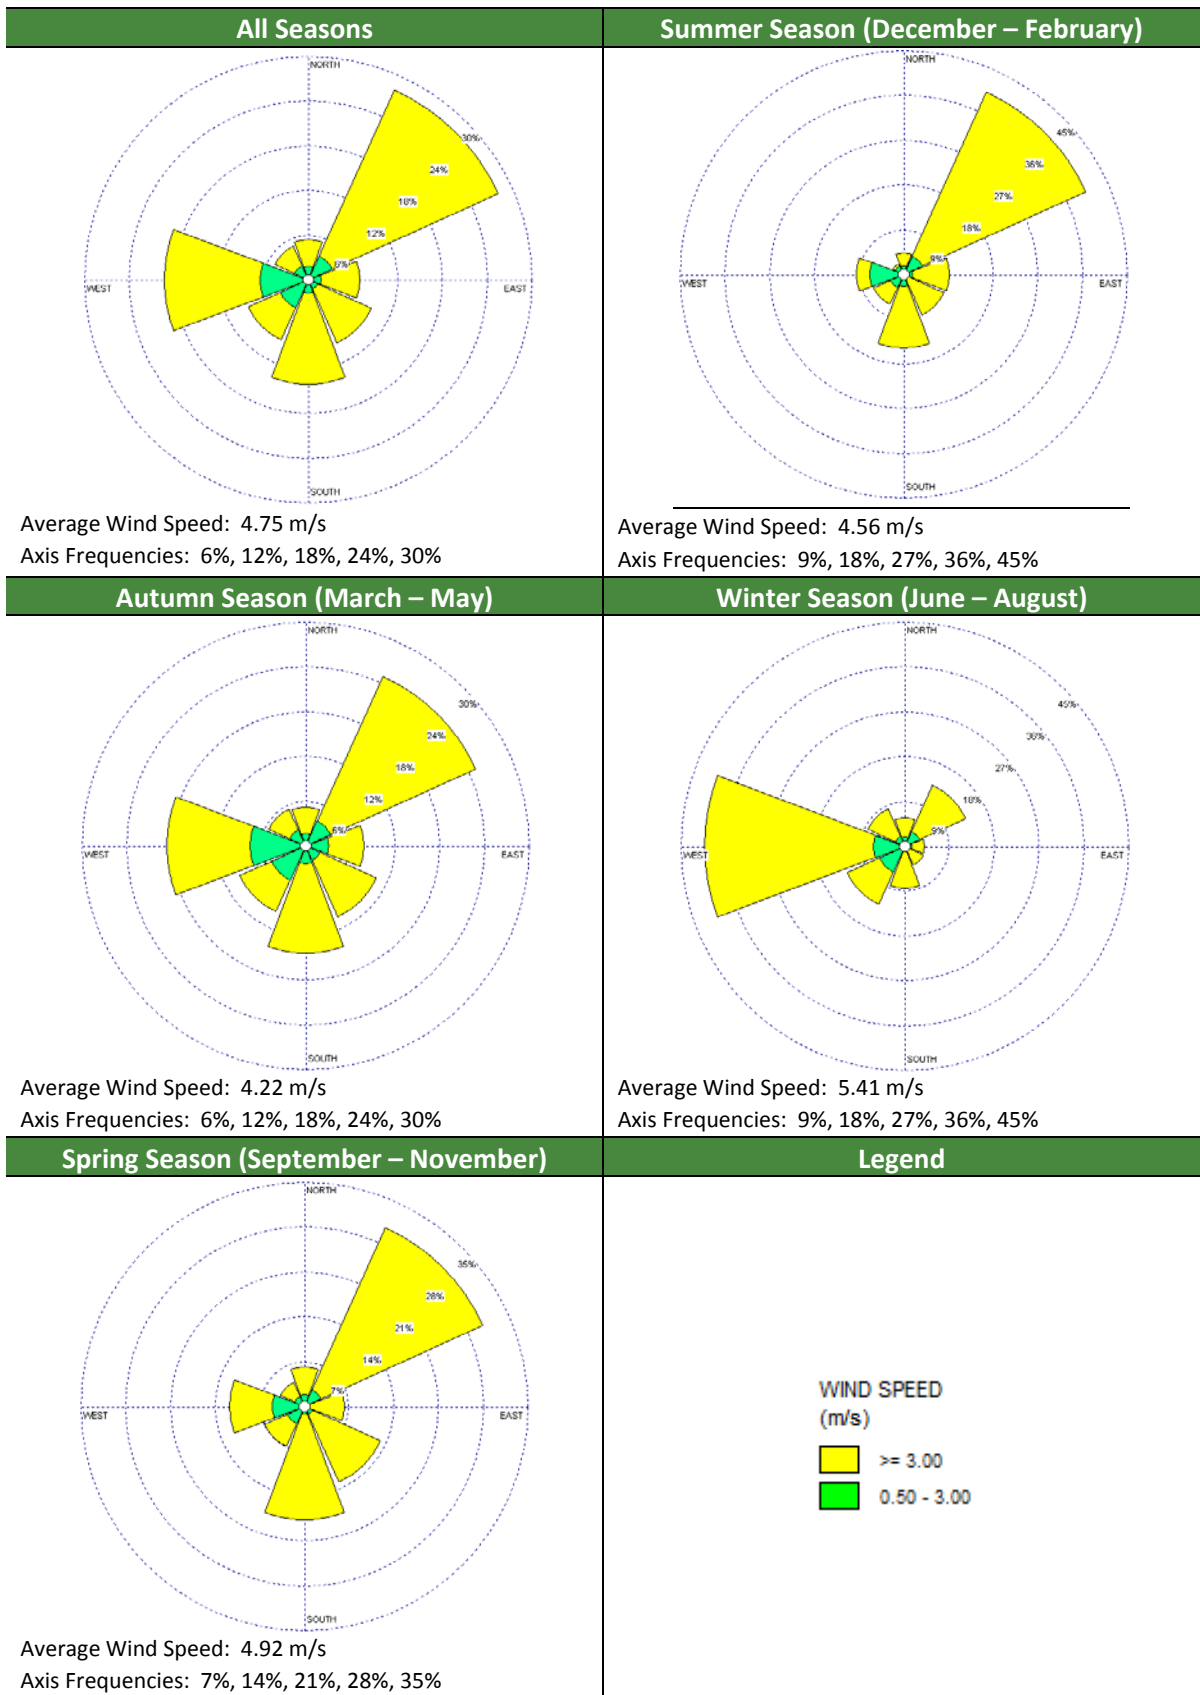 All Seasons
Summer Season (December – February)
NORTH
30%
24%
18%
12%
6%
WEST
EAST
SOUTH
NORTH
45%
36%
27%
18%
9%
WEST
EAST
SOUTH
Average Wind Speed: 4.75 m/s
Axis Frequencies: 6%, 12%, 18%, 24%, 30%
Average Wind Speed: 4.56 m/s
Axis Frequencies: 9%, 18%, 27%, 36%, 45%
Autumn Season (March – May)
Winter Season (June – August)
NORTH
30%
24%
18%
12%
6%
WEST
EAST
SOUTH
NORTH
45%
36%
27%
18%
9%
WEST
EAST
SOUTH
Average Wind Speed: 4.22 m/s
Axis Frequencies: 6%, 12%, 18%, 24%, 30%
Average Wind Speed: 5.41 m/s
Axis Frequencies: 9%, 18%, 27%, 36%, 45%
Spring Season (September – November)
Legend
NORTH
35%
28%
21%
14%
7%
WEST
EAST
SOUTH
WIND SPEED
(m/s)
>= 3.00
0.50 - 3.00
Average Wind Speed: 4.92 m/s
Axis Frequencies: 7%, 14%, 21%, 28%, 35%